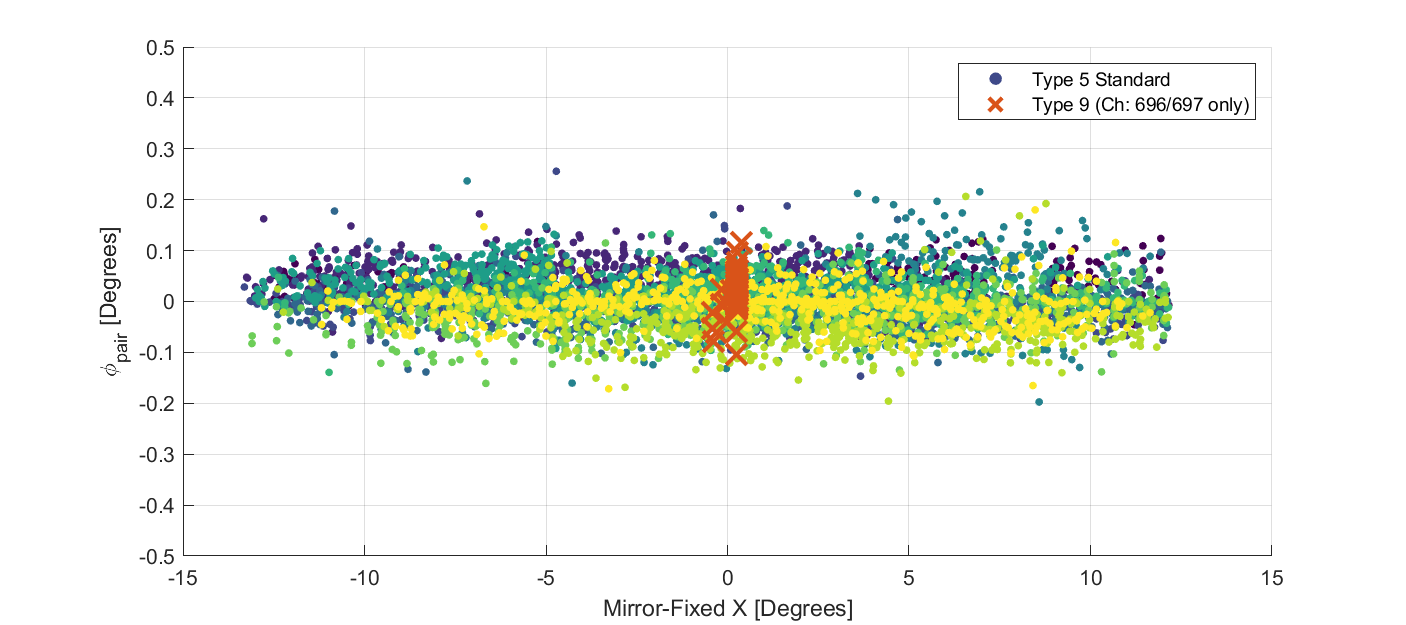 0.5
0.4
0.3
0.2
0.1
0
-0.1
-0.2
-0.3
-0.4
-0.5
ϕpair [Degrees]
Type 5 Standard
Type 9 (Ch: 696/697 only)
-15 -10 -5 0 5 10 15
Mirror-Fixed X [Degrees]